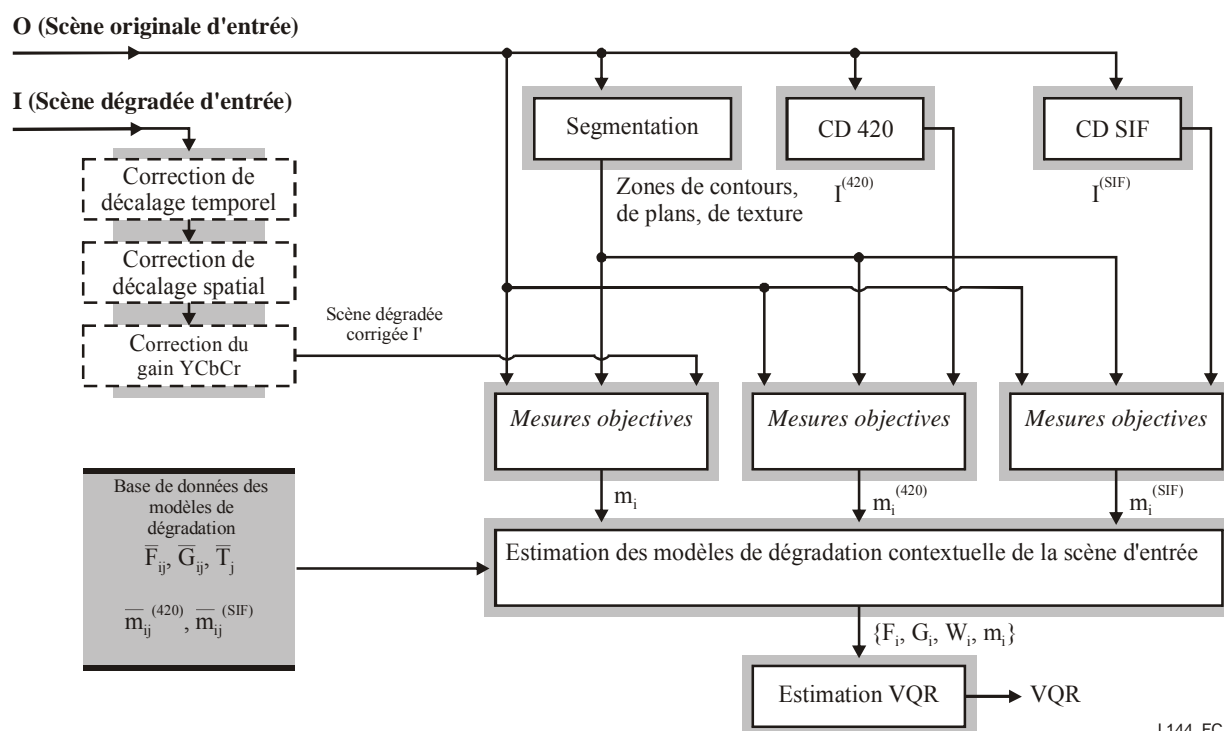 O (Scène originale d'entrée)
I (Scène dégradée d'entrée)
Segmentation
CD 420
CD SIF
Correction de
décalage temporel
Zones de contours,
de plans, de texture
I(420)
I(SIF)
Correction de
décalage spatial
Scène dégradée
corrigée I'
Correction du
gain YCbCr
Mesures objectives
Mesures objectives
Mesures objectives
Base de données des
modèles de
dégradation
F̅ij, G̅ij, T̅j
m̅ij(420), m̅ij(SIF)
mi
mi(420)
mi(SIF)
Estimation des modèles de dégradation contextuelle de la scène d'entrée
{Fi, Gi, Wi, mi}
Estimation VQR
VQR